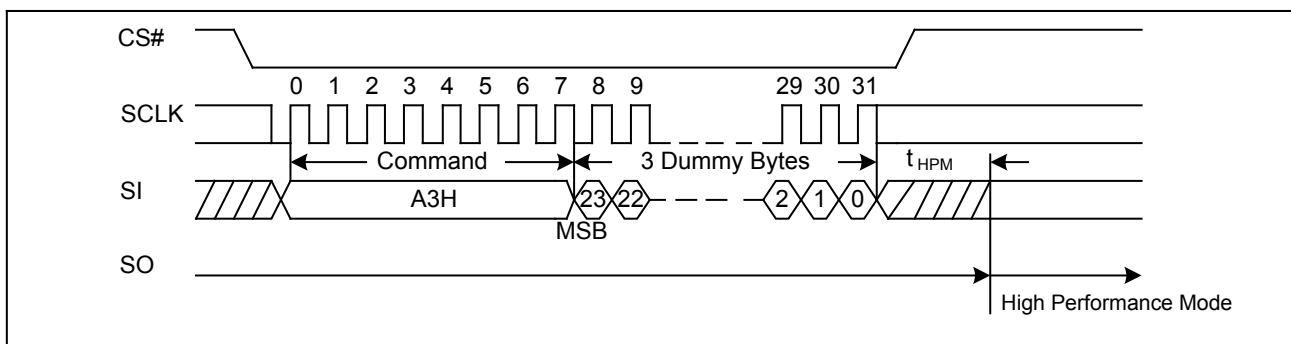 CS#
0 1 2 3 4 5 6 7 8 9 29 30 31
SCLK
Command 3 Dummy Bytes tHPM
SI A3H 23 22 2 1 0
MSB
SO
High Performance Mode